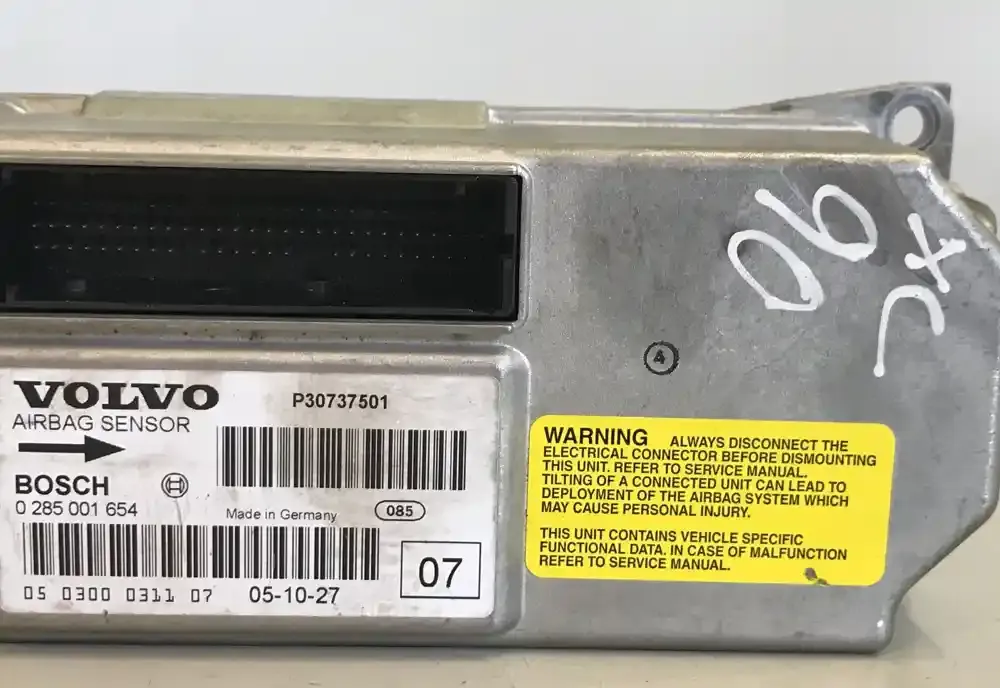 06
4
VOLVO
P30737501
AIRBAG SENSOR
BOSCH
0 285 001 654
Made in Germany
085
05 0300 0311 07
05-10-27
07
WARNING ALWAYS DISCONNECT THE
ELECTRICAL CONNECTOR BEFORE DISMOUNTING
THIS UNIT. REFER TO SERVICE MANUAL.
TILTING OF A CONNECTED UNIT CAN LEAD TO
DEPLOYMENT OF THE AIRBAG SYSTEM WHICH
MAY CAUSE PERSONAL INJURY.
THIS UNIT CONTAINS VEHICLE SPECIFIC
FUNCTIONAL DATA. IN CASE OF MALFUNCTION
REFER TO SERVICE MANUAL.